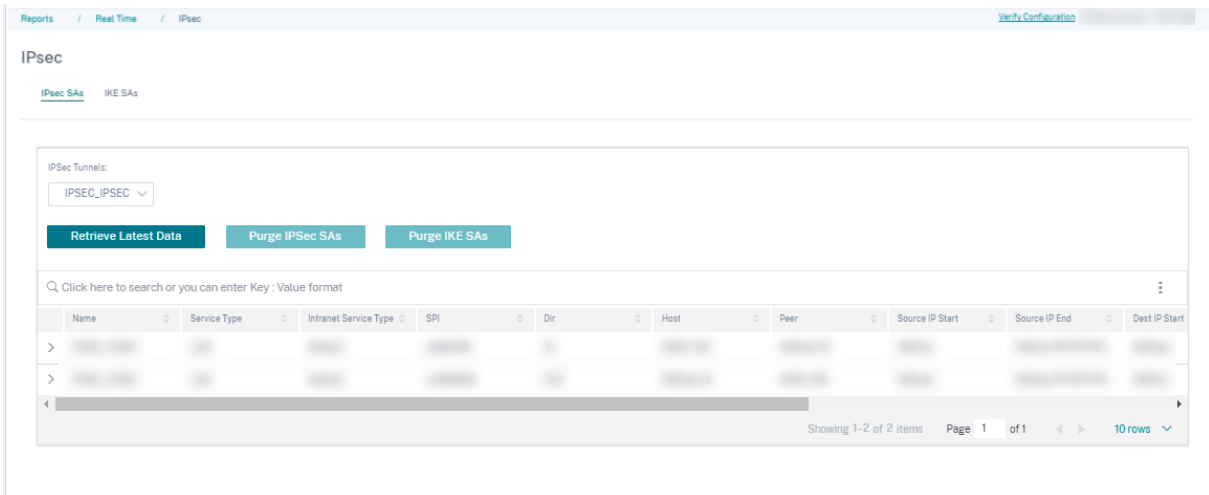 Reports / Real Time / IPsec Verify Configuration
IPsec
IPsec SAs IKE SAs
IPSec Tunnels:
IPSEC_IPSEC
Retrieve Latest Data Purge IPSec SAs Purge IKE SAs
Click here to search or you can enter Key : Value format
Name Service Type Intranet Service Type SPI Dir Host Peer Source IP Start Source IP End Dest IP Start
Showing 1-2 of 2 items Page 1 of 1 10 rows